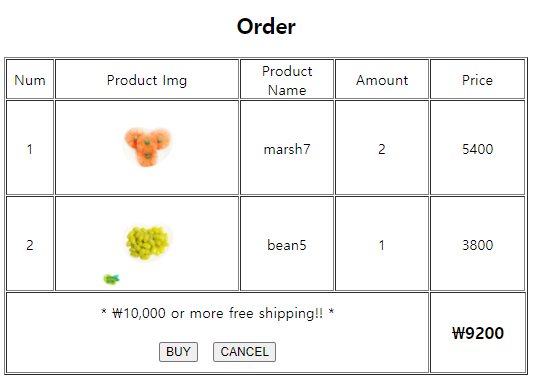 Order
Num Product Img Product Name Amount Price
1 marsh7 2 5400
2 bean5 1 3800
* ₩10,000 or more free shipping!! *
₩9200
BUY CANCEL